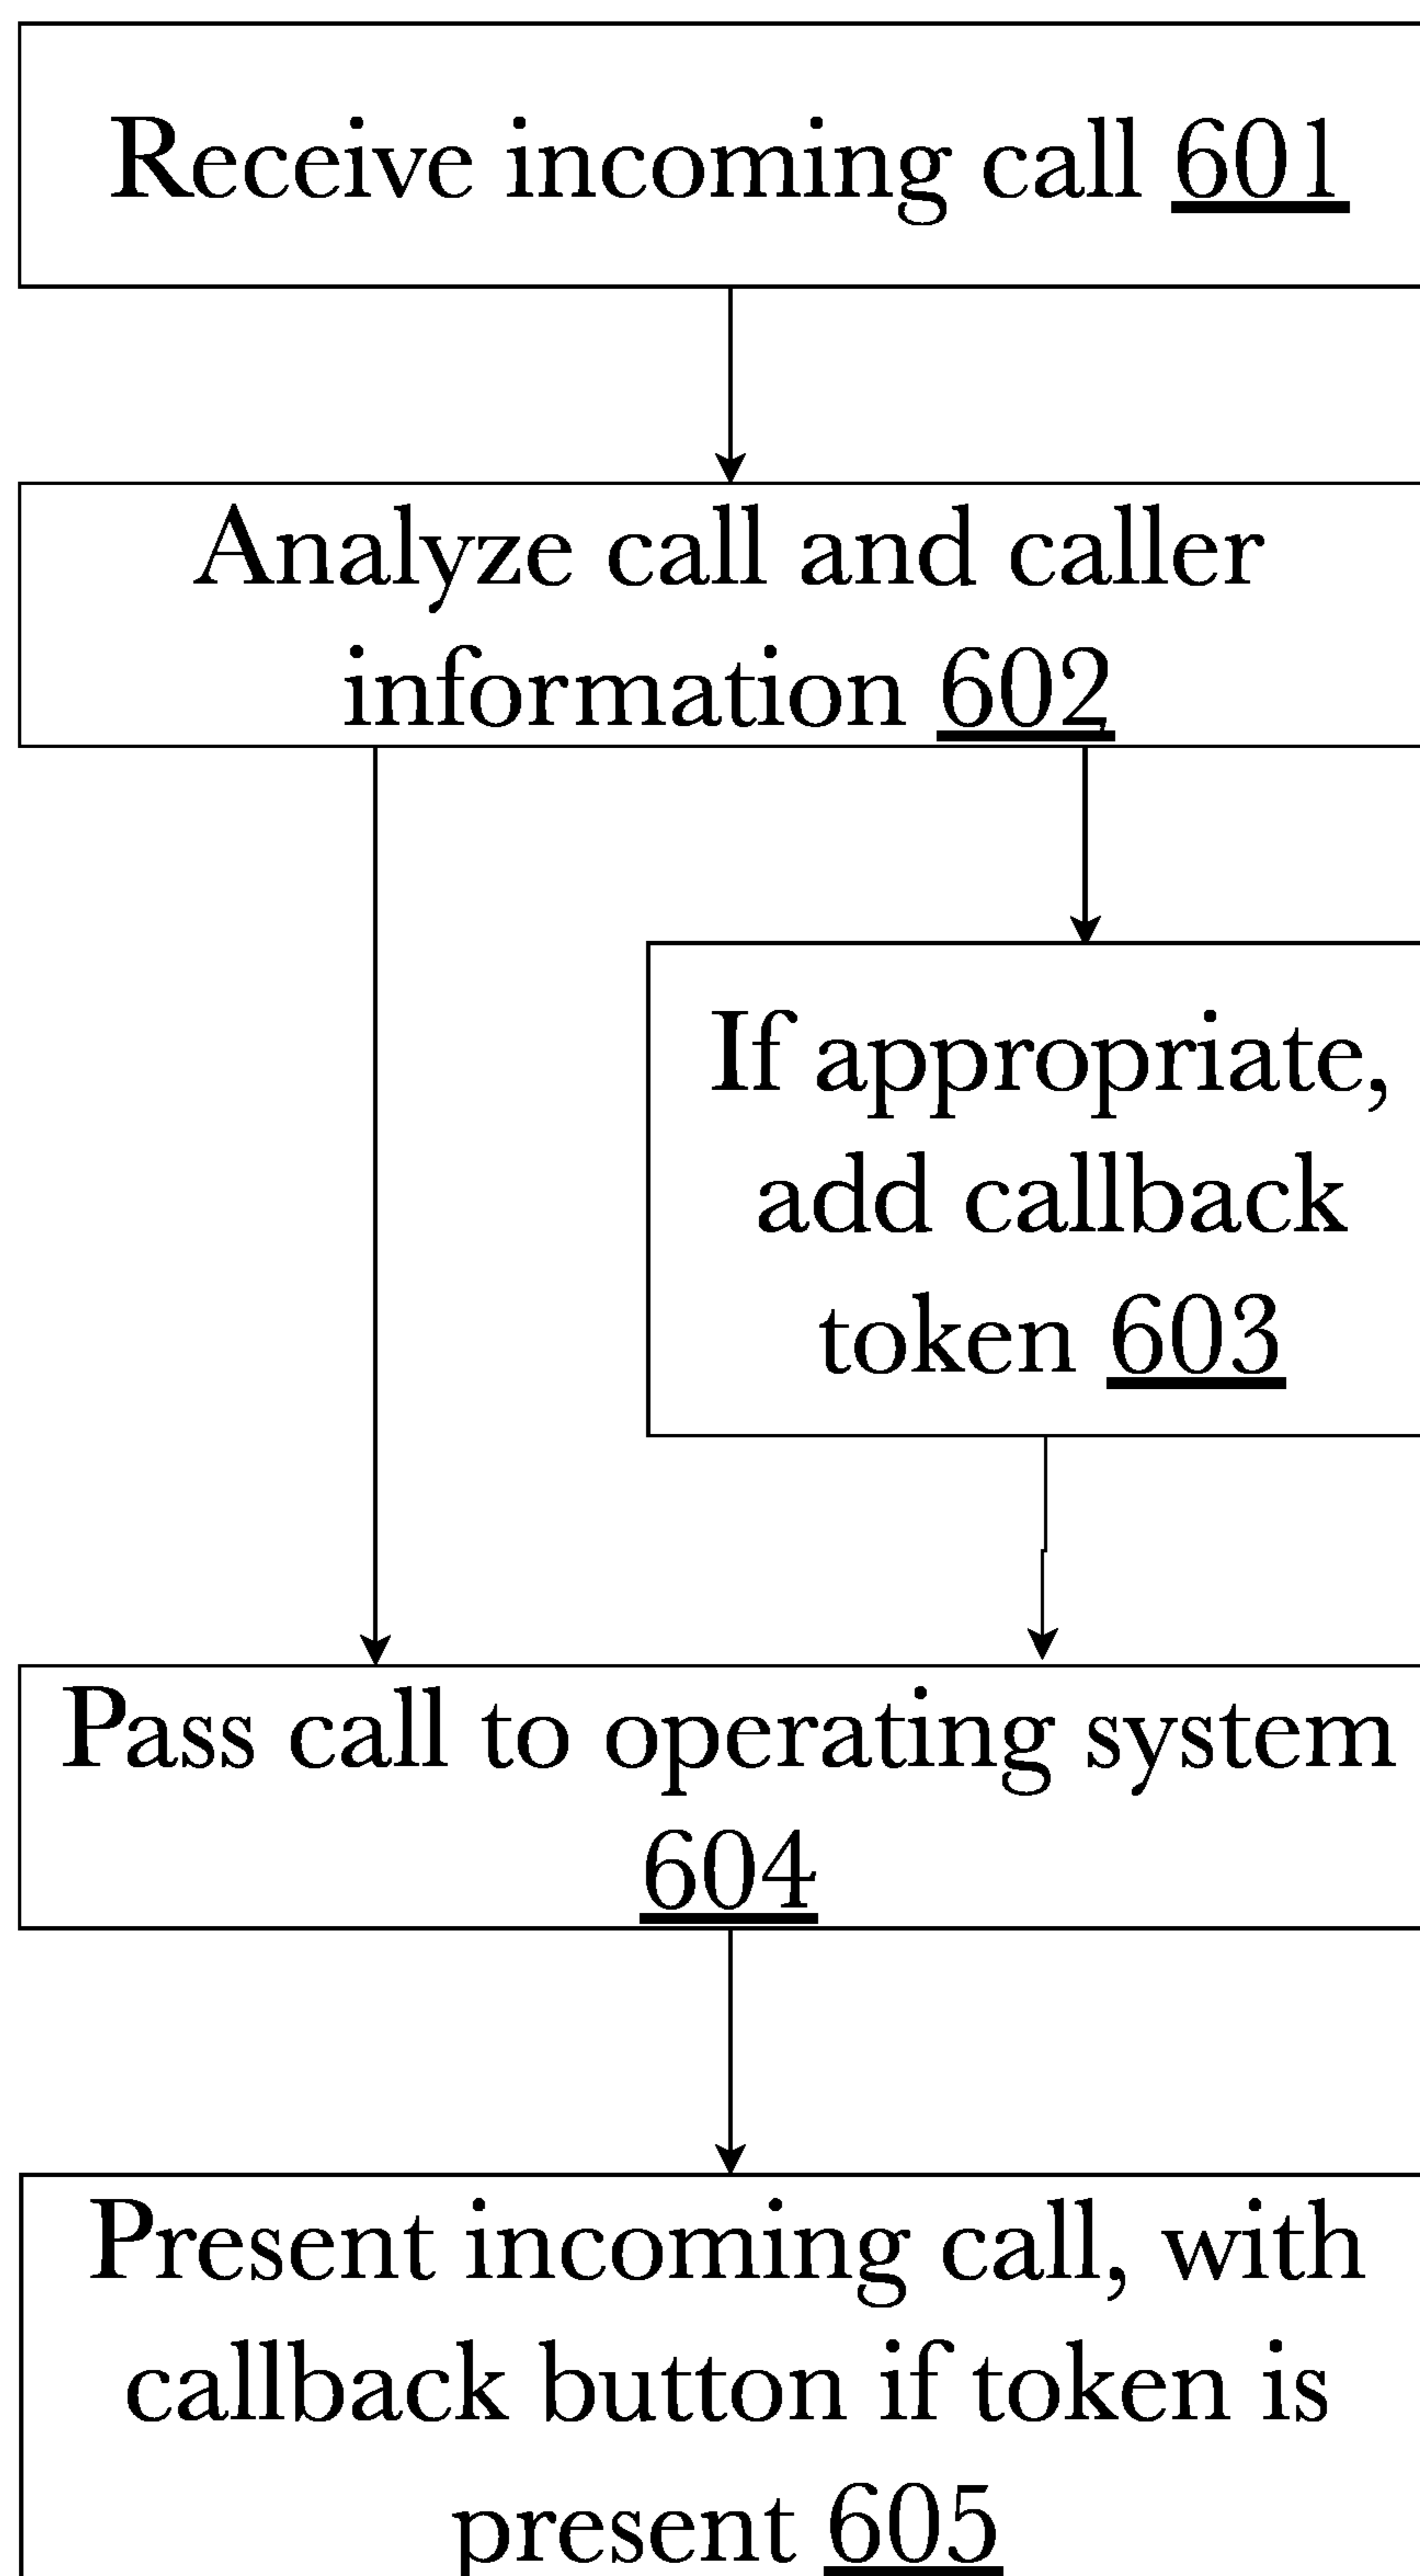 Receive incoming call 601
Analyze call and caller
information 602
If appropriate,
add callback
token 603
Pass call to operating system
604
Present incoming call, with
callback button if token is
present 605